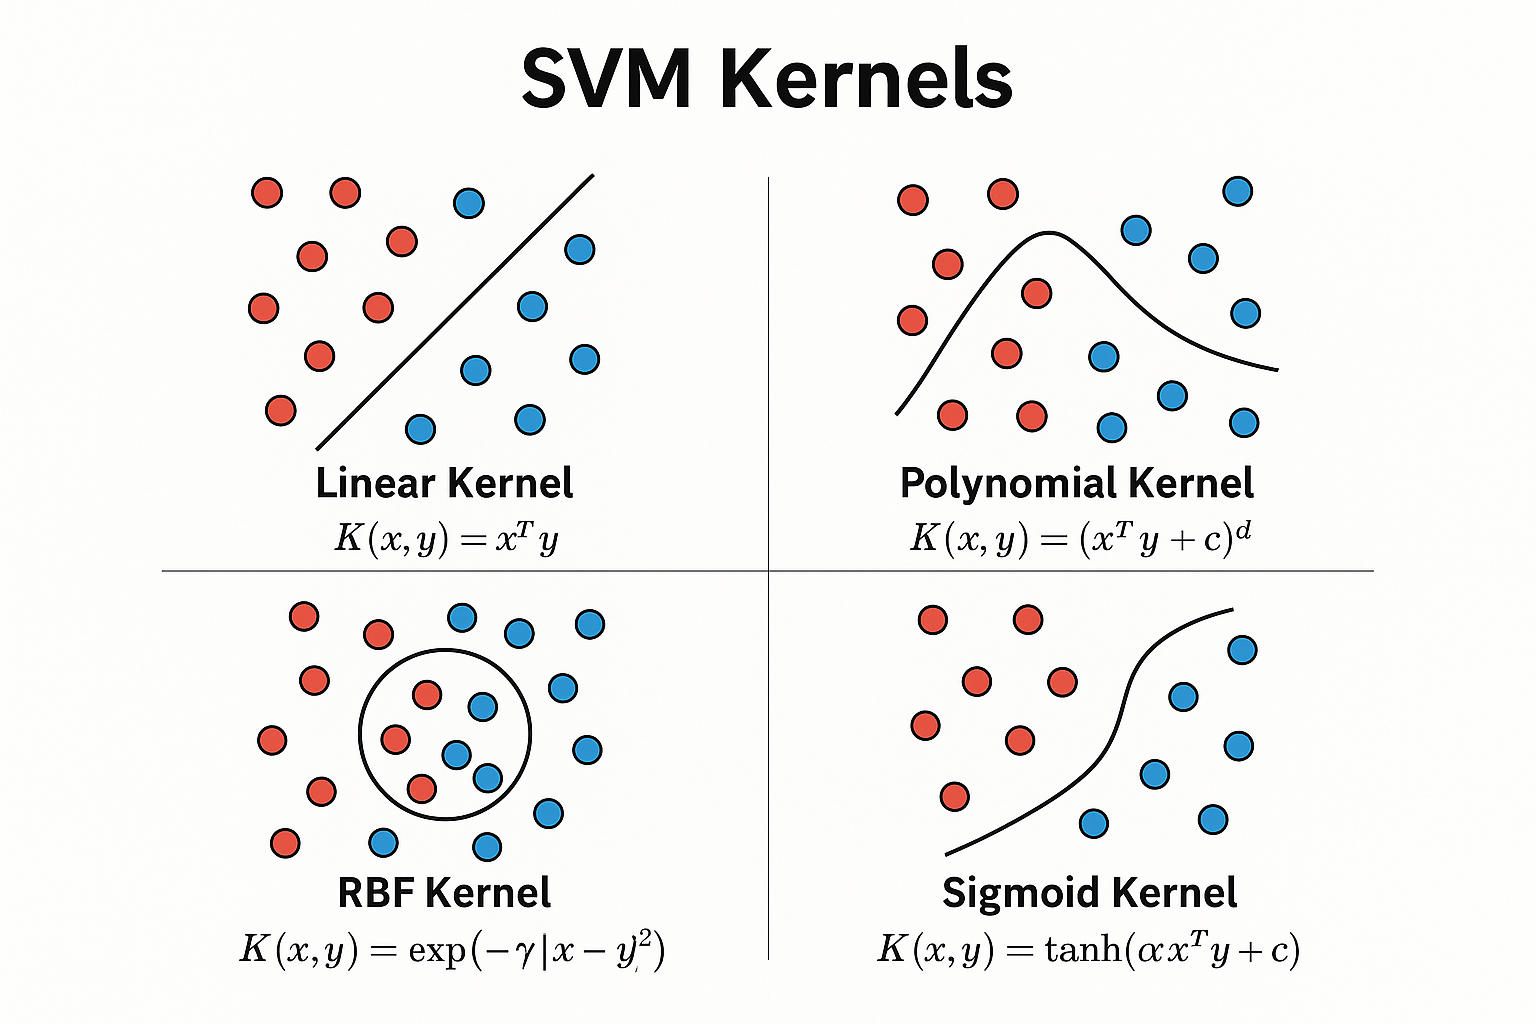 SVM Kernels
Linear Kernel
K(x, y) = x^T y
Polynomial Kernel
K(x, y) = (x^T y + c)^d
RBF Kernel
K(x, y) = exp(−γ|x − y)^2)
Sigmoid Kernel
K(x, y) = tanh(αx^T y + c)